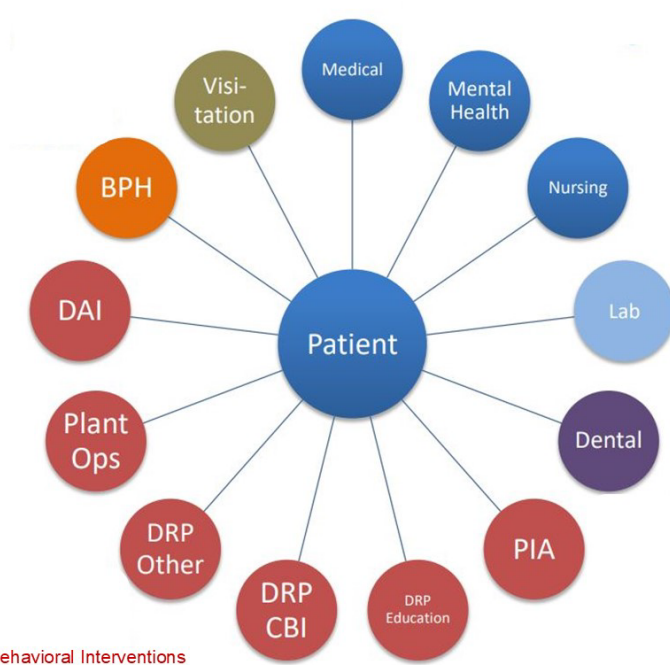 Medical
Mental
Health
Nursing
Lab
Dental
PIA
DRP
Education
DRP
CBI
DRP
Other
Plant
Ops
DAI
BPH
Visi-
tation
Patient
ehavioral Interventions